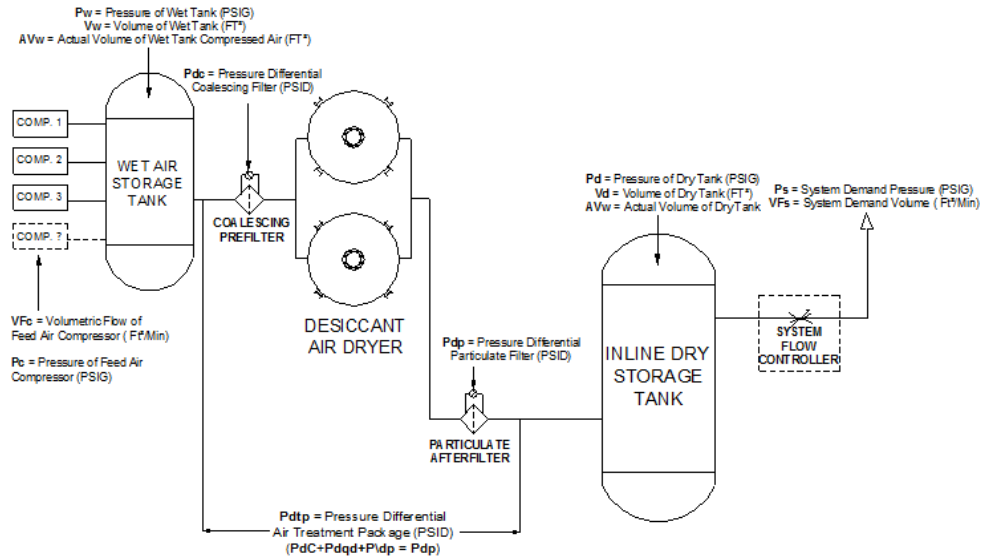 Pw = Pressure of Wet Tank (PSIG)
Vw = Volume of Wet Tank (FT³)
AVw = Actual Volume of Wet Tank Compressed Air (FT³)
Pdc = Pressure Differential
Coalescing Filter (PSID)
COMP. 1
COMP. 2
COMP. 3
COMP. ?
WET AIR
STORAGE
TANK
COALESCING
PREFILTER
VFc = Volumetric Flow of
Feed Air Compressor ( Ft³/Min)
Pc = Pressure of Feed Air
Compressor (PSIG)
DESICCANT
AIR DRYER
Pdp = Pressure Differential
Particulate Filter (PSID)
PARTICULATE
AFTERFILTER
Pd = Pressure of Dry Tank (PSIG)
Vd = Volume of Dry Tank (FT³)
AVw = Actual Volume of Dry Tank
INLINE DRY
STORAGE
TANK
Ps = System Demand Pressure (PSIG)
VFs = System Demand Volume ( Ft³/Min)
SYSTEM
FLOW
CONTROLLER
Pdtp = Pressure Differential
Air Treatment Package (PSID)
(PdC+Pdqd+P\dp = Pdp)